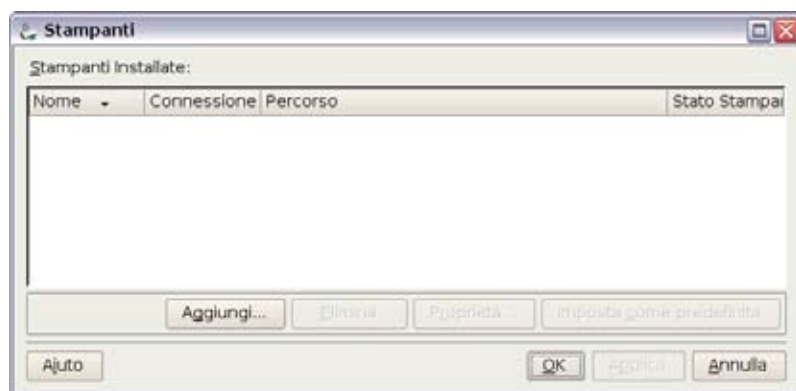 Stampanti
Stampanti Installate:
Nome Connessione Percorso Stato Stampa
Aggiungi... Elimina Proprietà... Imposta come predefinita
Aiuto OK Applica Annulla